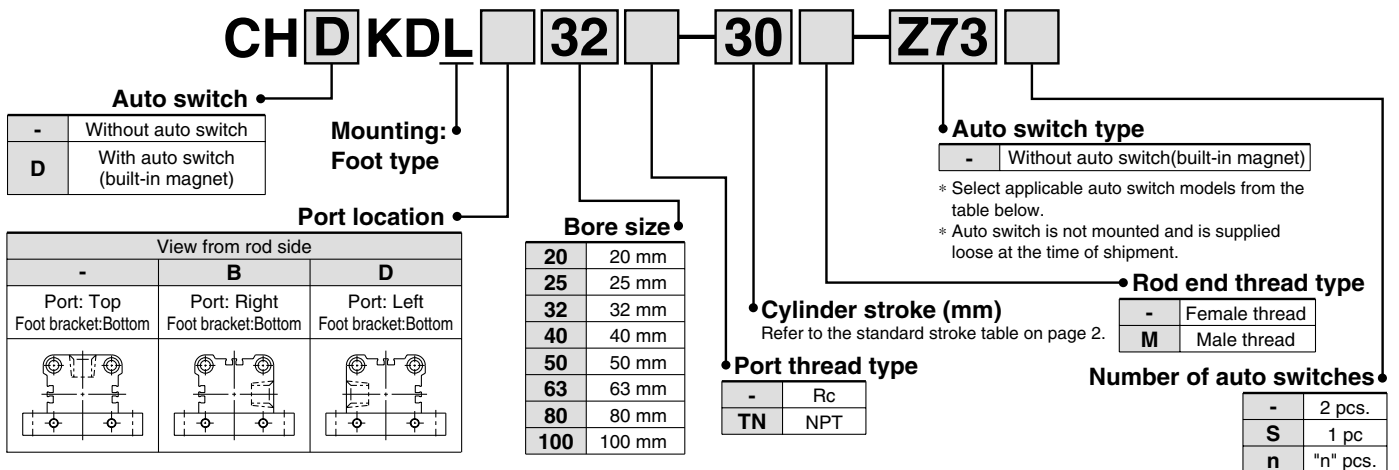 CH D KDL 32 - 30 - Z73
Auto switch
- Without auto switch
D With auto switch
(built-in magnet)
Mounting:
Foot type
Port location
View from rod side
- B D
Port: Top Port: Right Port: Left
Foot bracket:Bottom Foot bracket:Bottom Foot bracket:Bottom
Bore size
20 20 mm
25 25 mm
32 32 mm
40 40 mm
50 50 mm
63 63 mm
80 80 mm
100 100 mm
Port thread type
- Rc
TN NPT
Cylinder stroke (mm)
Refer to the standard stroke table on page 2.
Auto switch type
- Without auto switch(built-in magnet)
* Select applicable auto switch models from the
table below.
* Auto switch is not mounted and is supplied
loose at the time of shipment.
Rod end thread type
- Female thread
M Male thread
Number of auto switches
- 2 pcs.
S 1 pc
n "n" pcs.